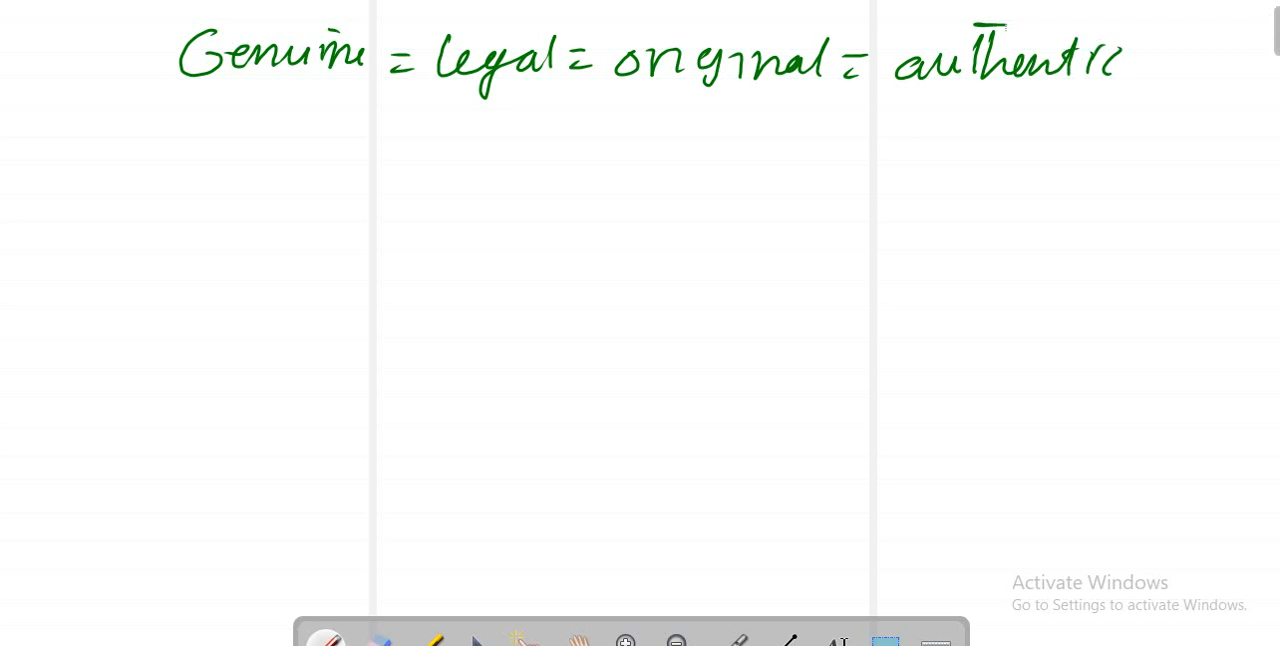 Genuine = legal = original = authentic
Activate Windows
Go to Settings to activate Windows.